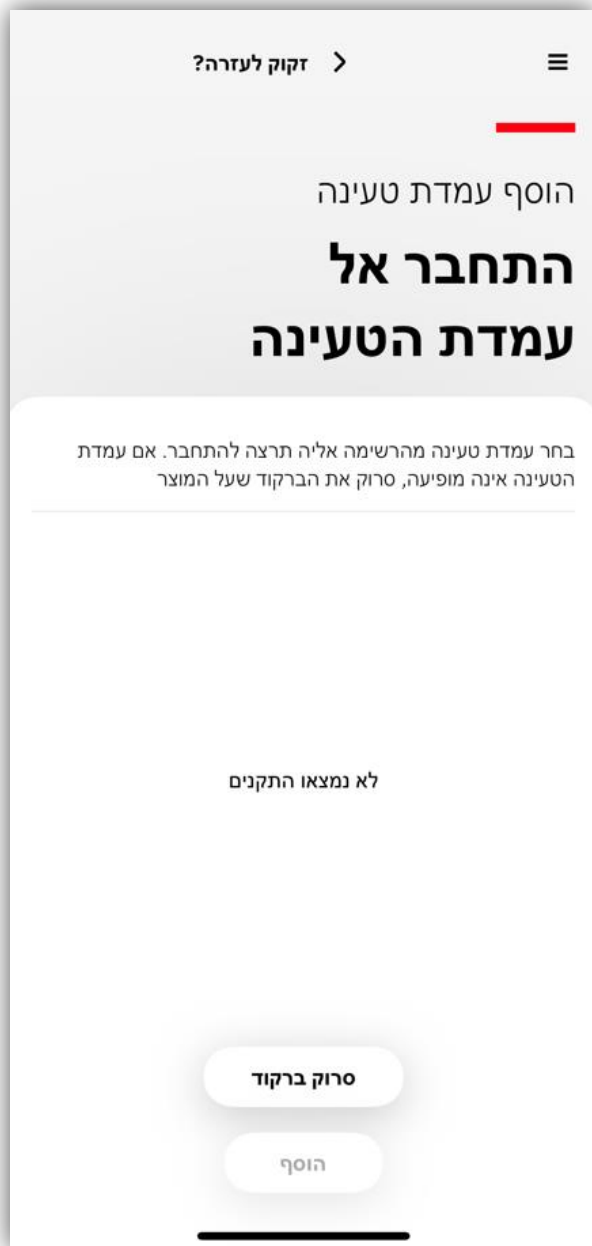 זקוק לעזרה?
הוסף עמדת טעינה
התחבר אל
עמדת הטעינה
בחר עמדת טעינה מהרשימה אליה תרצה להתחבר. אם עמדת
הטעינה אינה מופיעה, סרוק את הברקוד שעל המוצר
לא נמצאו התקנים
סרוק ברקוד
הוסף